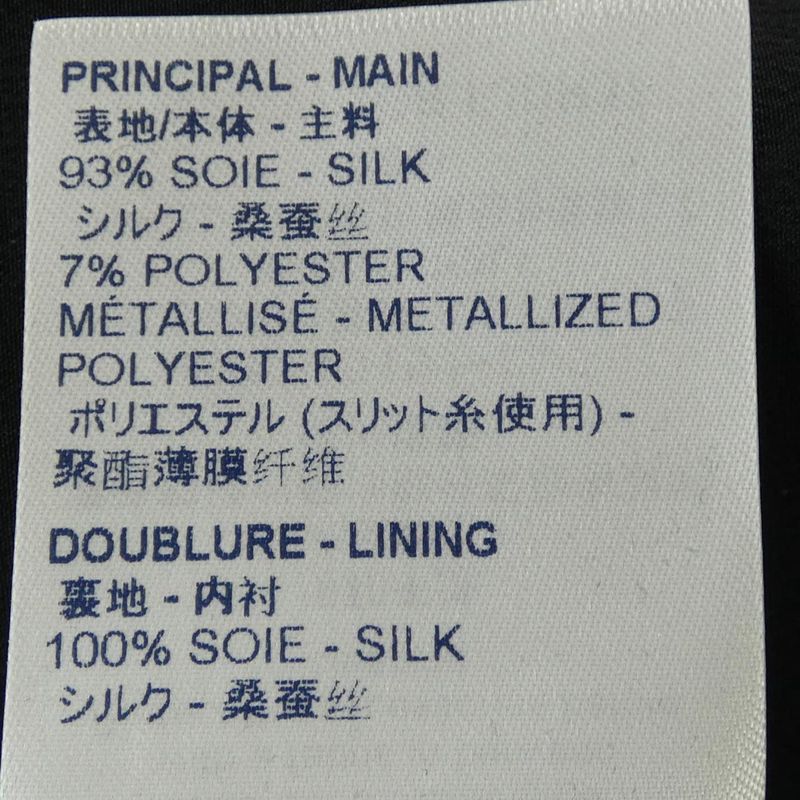 PRINCIPAL - MAIN
表地/本体 - 主料
93% SOIE - SILK
シルク - 桑蚕丝
7% POLYESTER
MÉTALLISÉ - METALLIZED
POLYESTER
ポリエステル (スリット糸使用) -
聚酯薄膜纤维
DOUBLURE - LINING
裏地 - 内衬
100% SOIE - SILK
シルク - 桑蚕丝